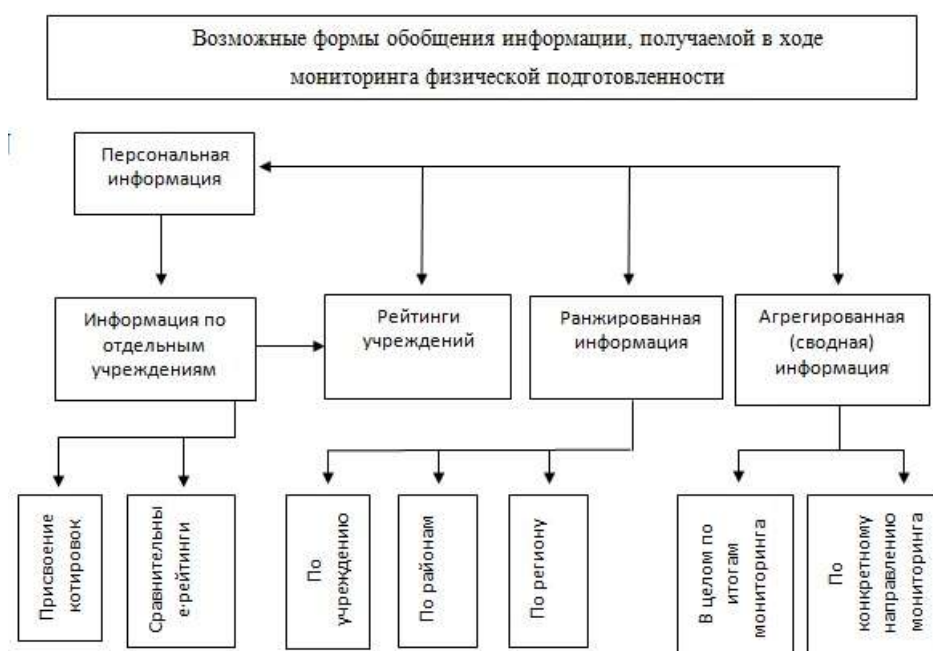 Возможные формы обобщения информации, получаемой в ходе
мониторинга физической подготовленности
Персональная
информация
Информация по
отдельным
учреждениям
Рейтинги
учреждений
Ранжированная
информация
Агрегированная
(сводная)
информация
Присвоение
котировок
Сравнительны
е·рейтинги
По
учреждению
По районам
По региону
В целом по
итогам
мониторинга
По
конкретному
направлению
мониторинга